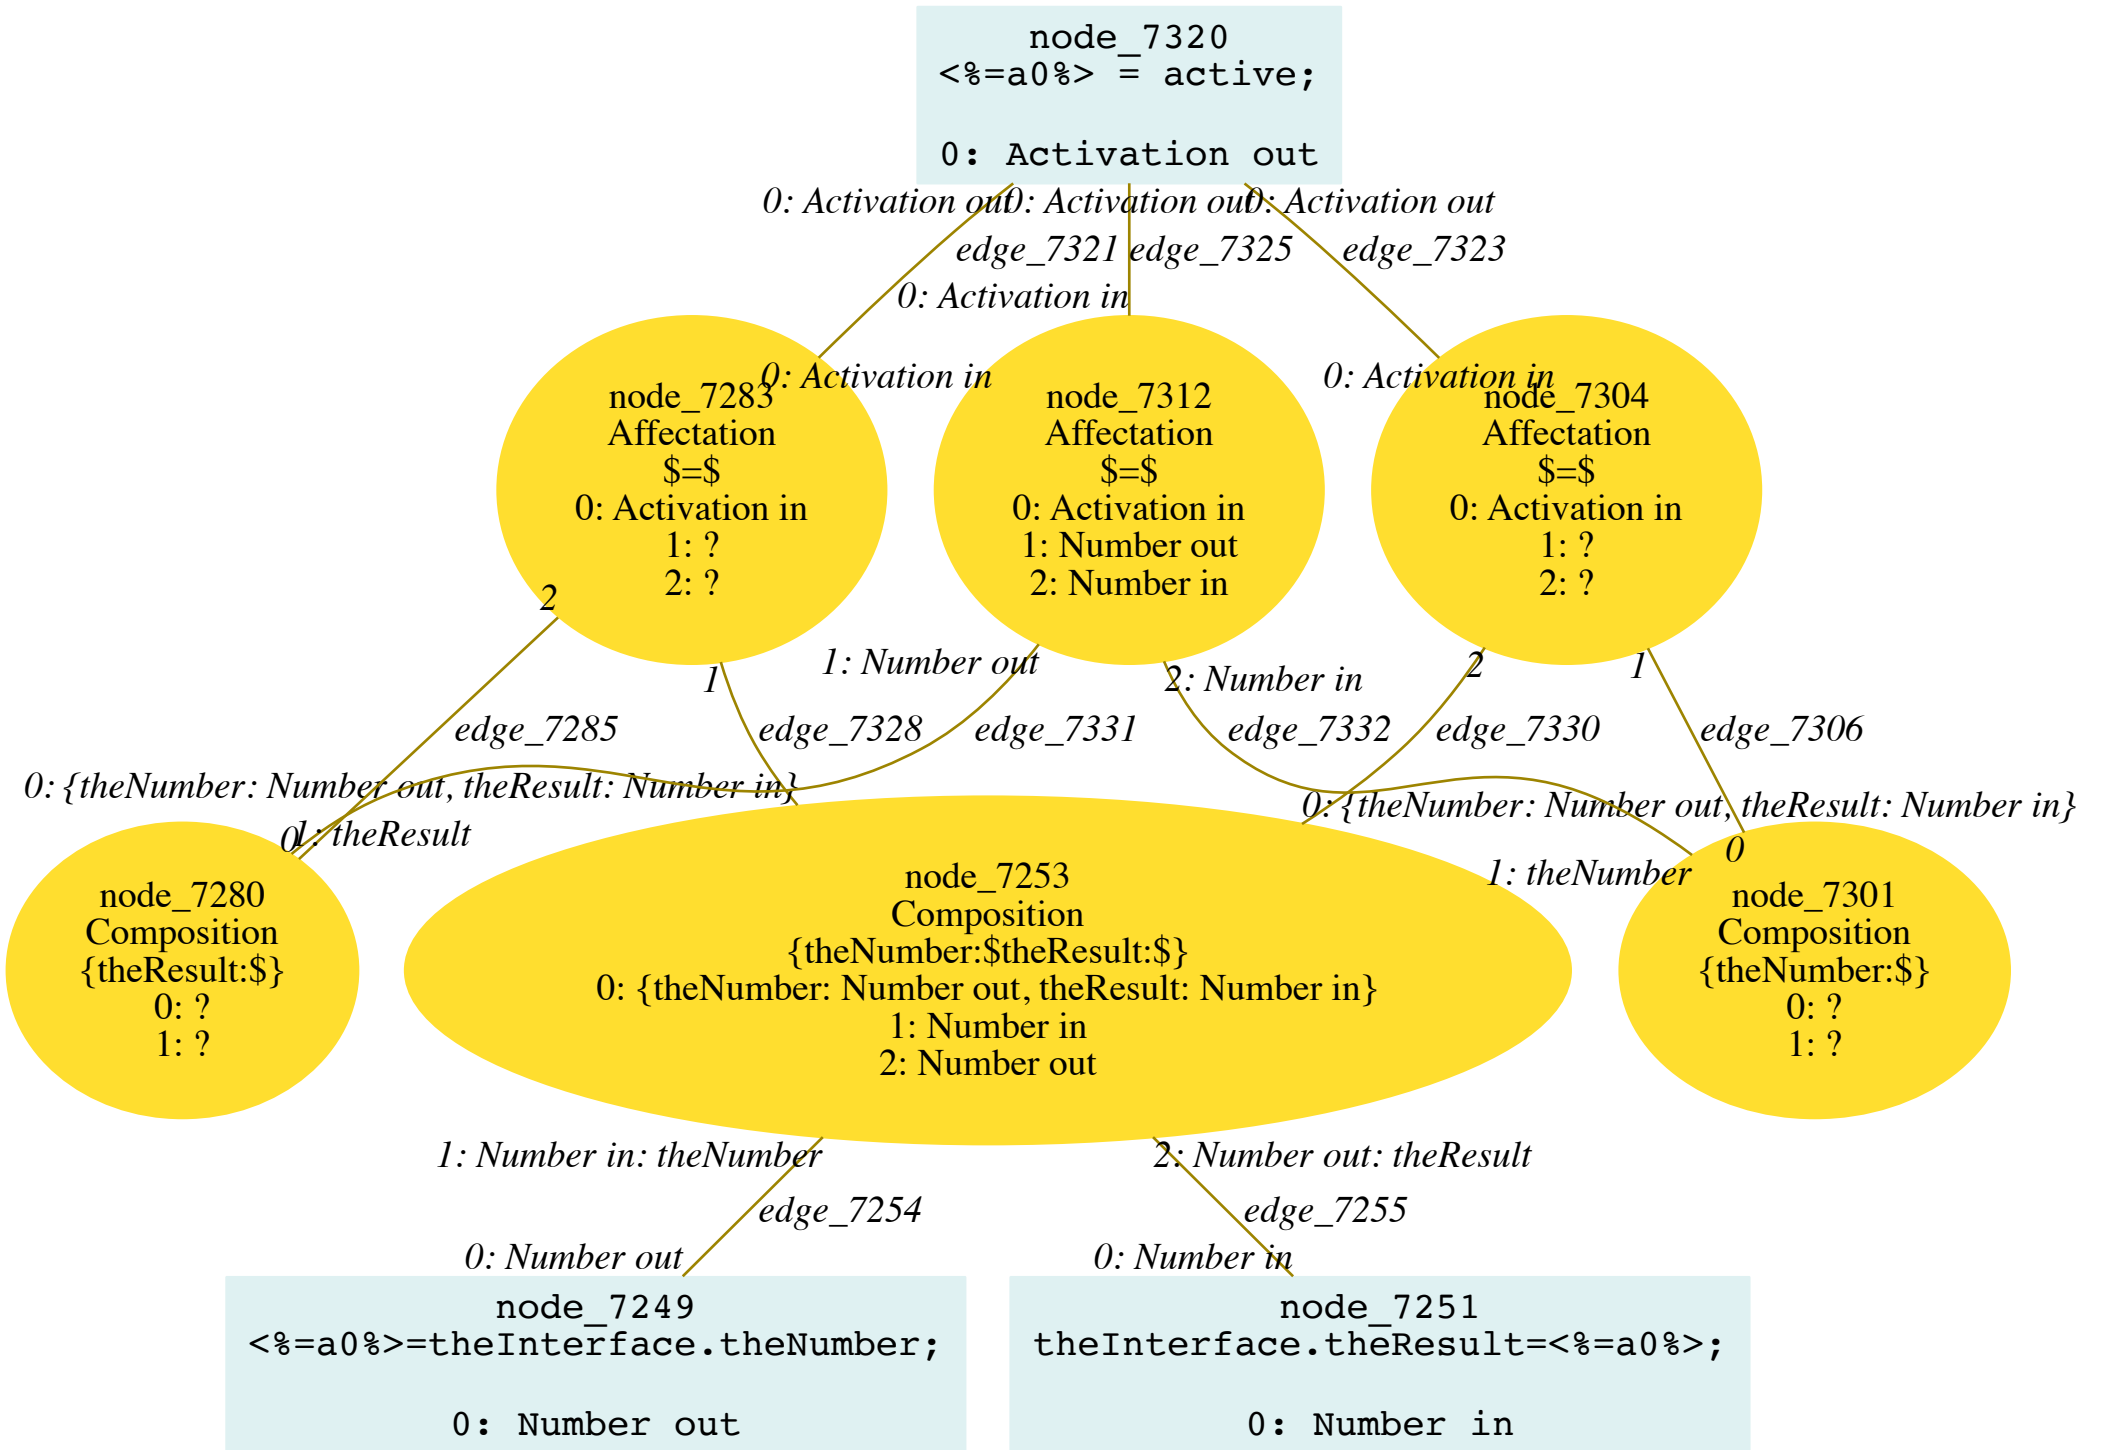 node_7320
<%=a0%> = active;
0: Activation out
0: Activation out
0: Activation out
0: Activation out
edge_7321
edge_7325
edge_7323
0: Activation in
0: Activation in
0: Activation in
node_7283
Affectation
$=$
0: Activation in
1: ?
2: ?
node_7312
Affectation
$=$
0: Activation in
1: Number out
2: Number in
node_7304
Affectation
$=$
0: Activation in
1: ?
2: ?
2
1
1: Number out
2: Number in
2
1
edge_7285
edge_7328
edge_7331
edge_7332
edge_7330
edge_7306
0: {theNumber: Number out, theResult: Number in}
0: {theNumber: Number out, theResult: Number in}
0
1: theResult
1: theNumber
0
node_7280
Composition
{theResult:$}
0: ?
1: ?
node_7253
Composition
{theNumber:$theResult:$}
0: {theNumber: Number out, theResult: Number in}
1: Number in
2: Number out
node_7301
Composition
{theNumber:$}
0: ?
1: ?
1: Number in: theNumber
2: Number out: theResult
edge_7254
edge_7255
0: Number out
0: Number in
node_7249
<%=a0%>=theInterface.theNumber;
0: Number out
node_7251
theInterface.theResult=<%=a0%>;
0: Number in